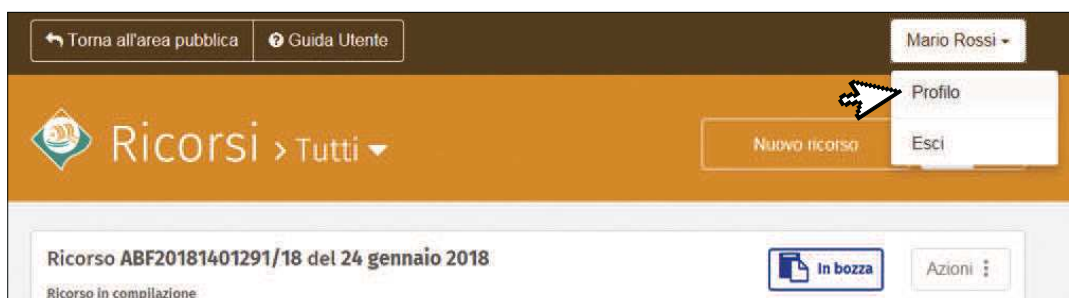 Torna all'area pubblica Guida Utente Mario Rossi
Profilo
Ricorsi > Tutti Nuovo ricorso Esci
Ricorso ABF20181401291/18 del 24 gennaio 2018 In bozza Azioni
Ricorso in compilazione